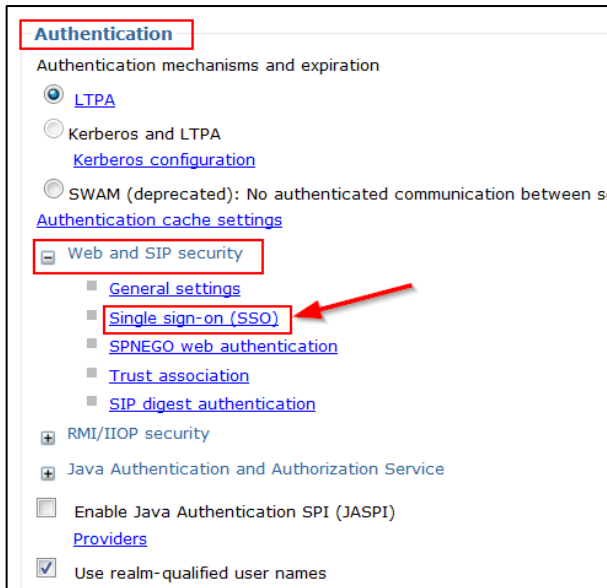 Authentication
Authentication mechanisms and expiration
LTPA
Kerberos and LTPA
Kerberos configuration
SWAM (deprecated): No authenticated communication between
Authentication cache settings
Web and SIP security
General settings
Single sign-on (SSO)
SPNEGO web authentication
Trust association
SIP digest authentication
RMI/IIOP security
Java Authentication and Authorization Service
Enable Java Authentication SPI (JASPI)
Providers
Use realm-qualified user names